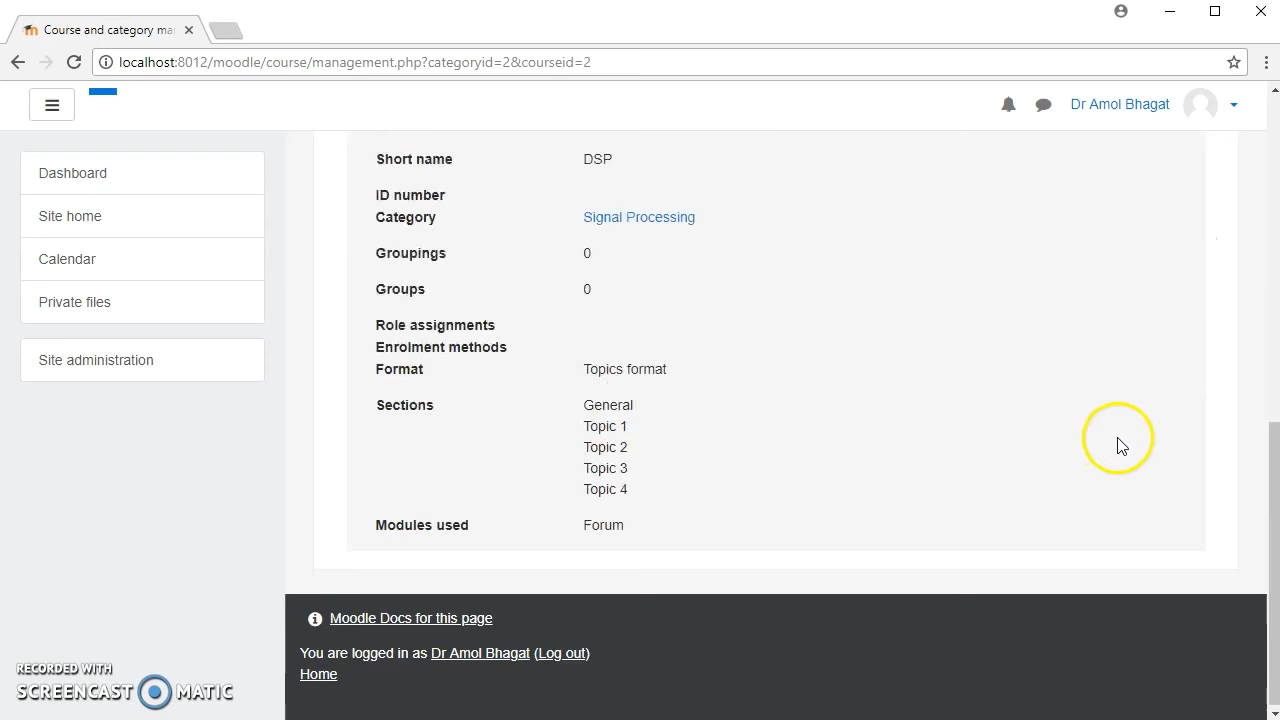 Course and category ma
localhost:8012/moodle/course/management.php?categoryid=2&courseid=2
Dr Amol Bhagat
Dashboard
Site home
Calendar
Private files
Site administration
Short name DSP
ID number
Category Signal Processing
Groupings 0
Groups 0
Role assignments
Enrolment methods
Format Topics format
Sections General
Topic 1
Topic 2
Topic 3
Topic 4
Modules used Forum
Moodle Docs for this page
You are logged in as Dr Amol Bhagat (Log out)
Home
RECORDED WITH
SCREENCAST MATIC